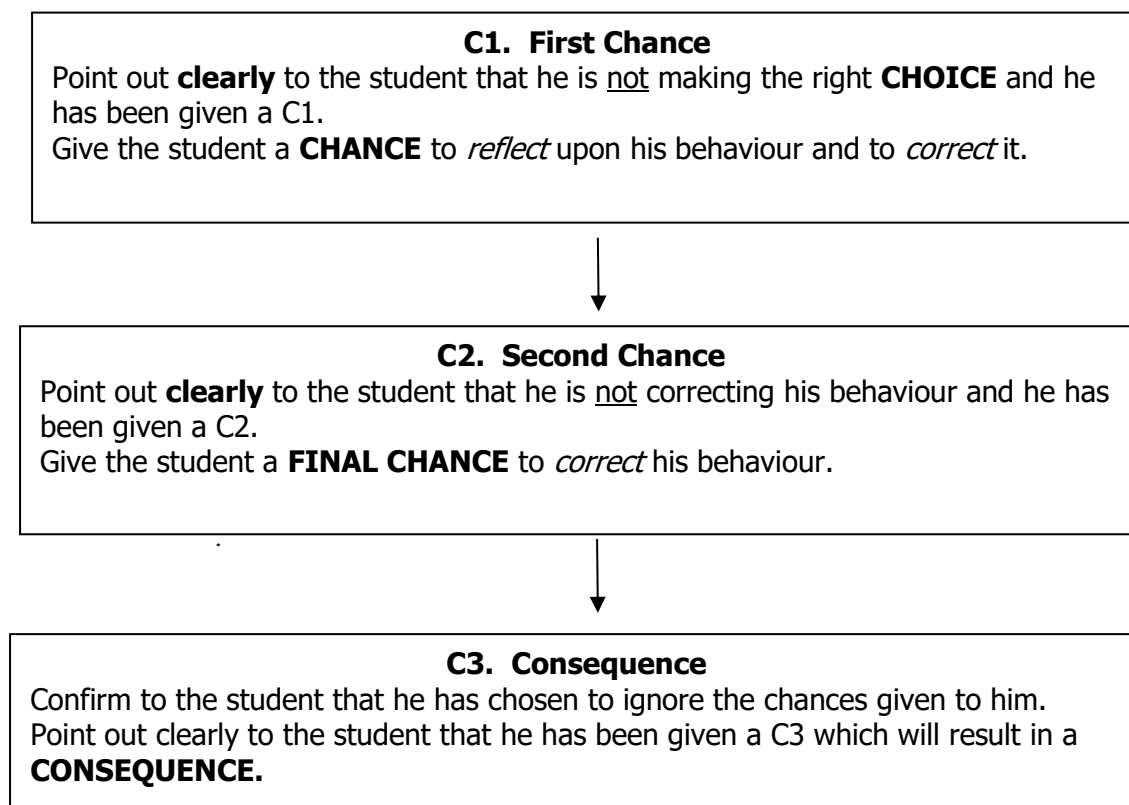 C1. First Chance
Point out clearly to the student that he is not making the right CHOICE and he
has been given a C1.
Give the student a CHANCE to reflect upon his behaviour and to correct it.
C2. Second Chance
Point out clearly to the student that he is not correcting his behaviour and he has
been given a C2.
Give the student a FINAL CHANCE to correct his behaviour.
.
C3. Consequence
Confirm to the student that he has chosen to ignore the chances given to him.
Point out clearly to the student that he has been given a C3 which will result in a
CONSEQUENCE.